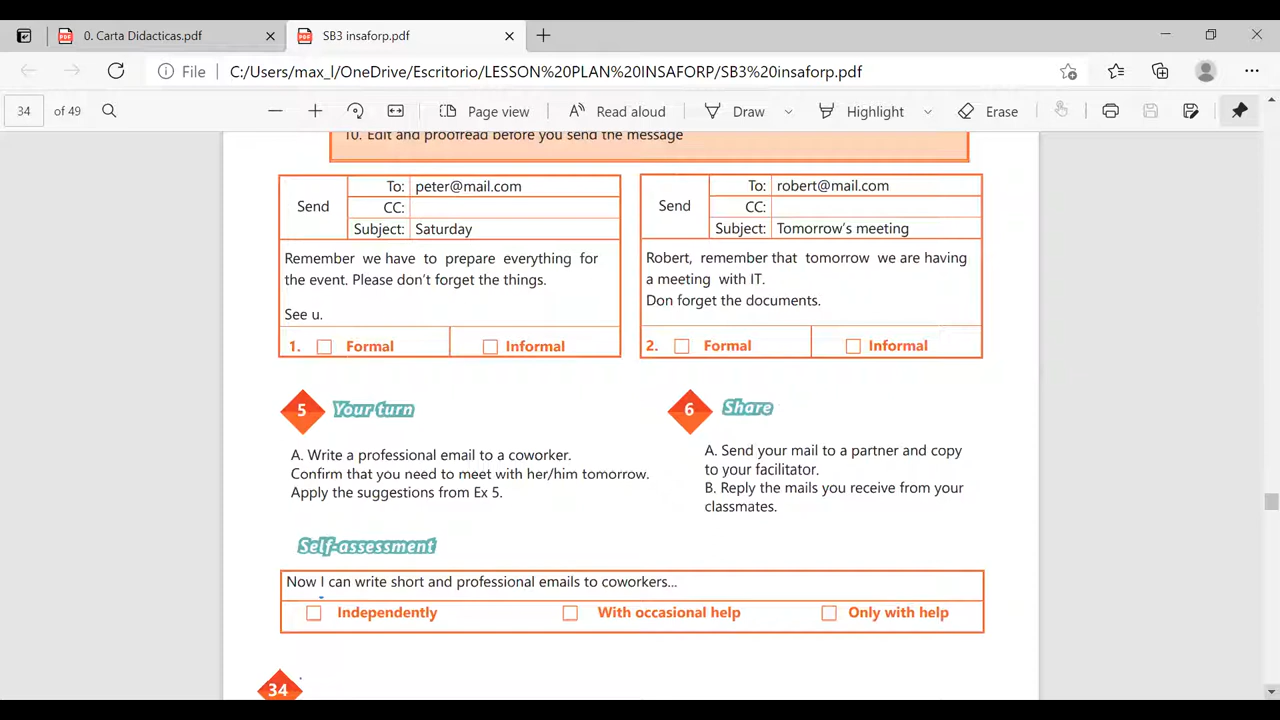 0. Carta Didacticas.pdf
SB3 insaforp.pdf
File C:/Users/max_l/OneDrive/Escritorio/LESSON%20PLAN%20INSAFORP/SB3%20insaforp.pdf
34 of 49 Page view Read aloud Draw Highlight Erase
10. Edit and proofread before you send the message
Send
To: peter@mail.com
CC:
Subject: Saturday
Remember we have to prepare everything for
the event. Please don't forget the things.
See u.
1. Formal Informal
Send
To: robert@mail.com
CC:
Subject: Tomorrow's meeting
Robert, remember that tomorrow we are having
a meeting with IT.
Don forget the documents.
2. Formal Informal
5 Your turn
A. Write a professional email to a coworker.
Confirm that you need to meet with her/him tomorrow.
Apply the suggestions from Ex 5.
6 Share
A. Send your mail to a partner and copy
to your facilitator.
B. Reply the mails you receive from your
classmates.
Self-assessment
Now I can write short and professional emails to coworkers...
Independently With occasional help Only with help
34